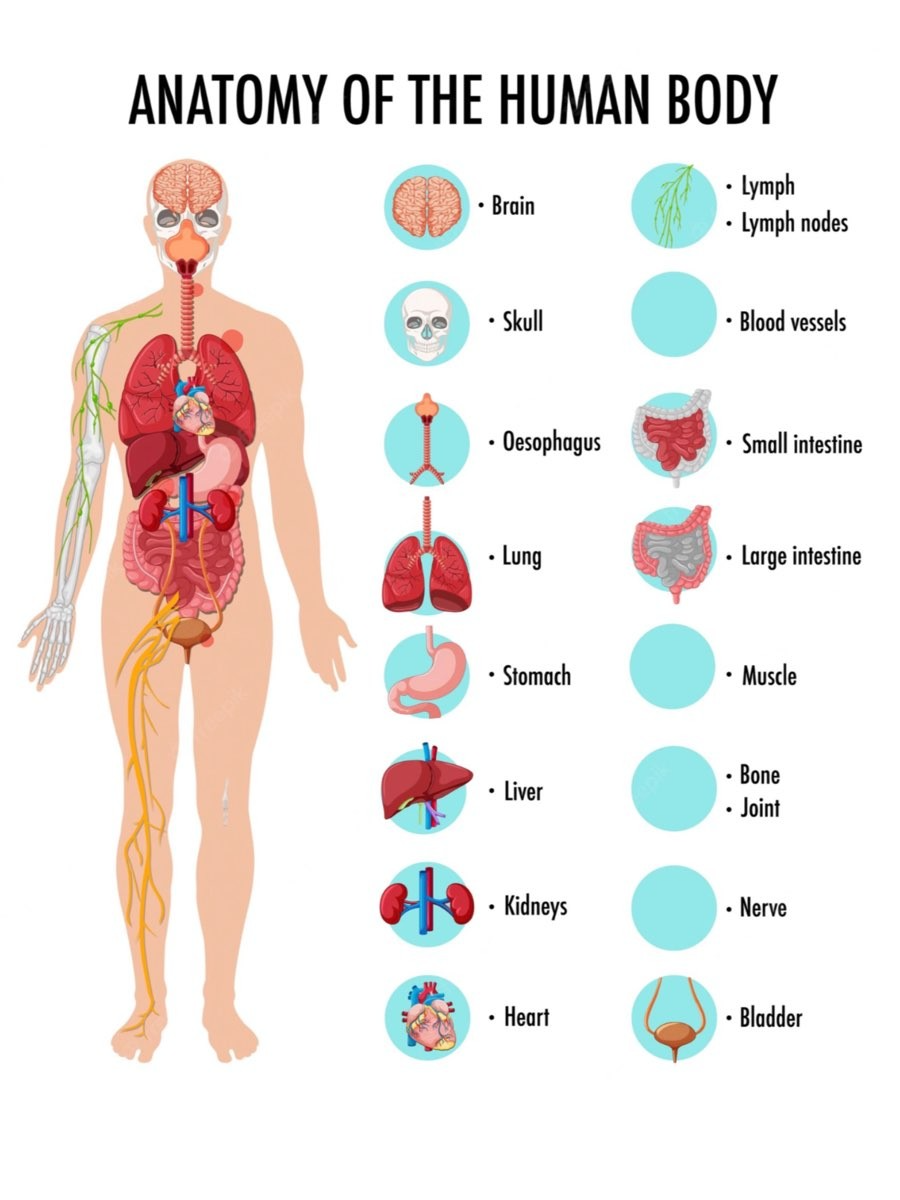 ANATOMY OF THE HUMAN BODY
• Brain
• Skull
• Oesophagus
• Lung
• Stomach
• Liver
• Kidneys
• Heart
• Lymph
• Lymph nodes
• Blood vessels
• Small intestine
• Large intestine
• Muscle
• Bone
• Joint
• Nerve
• Bladder